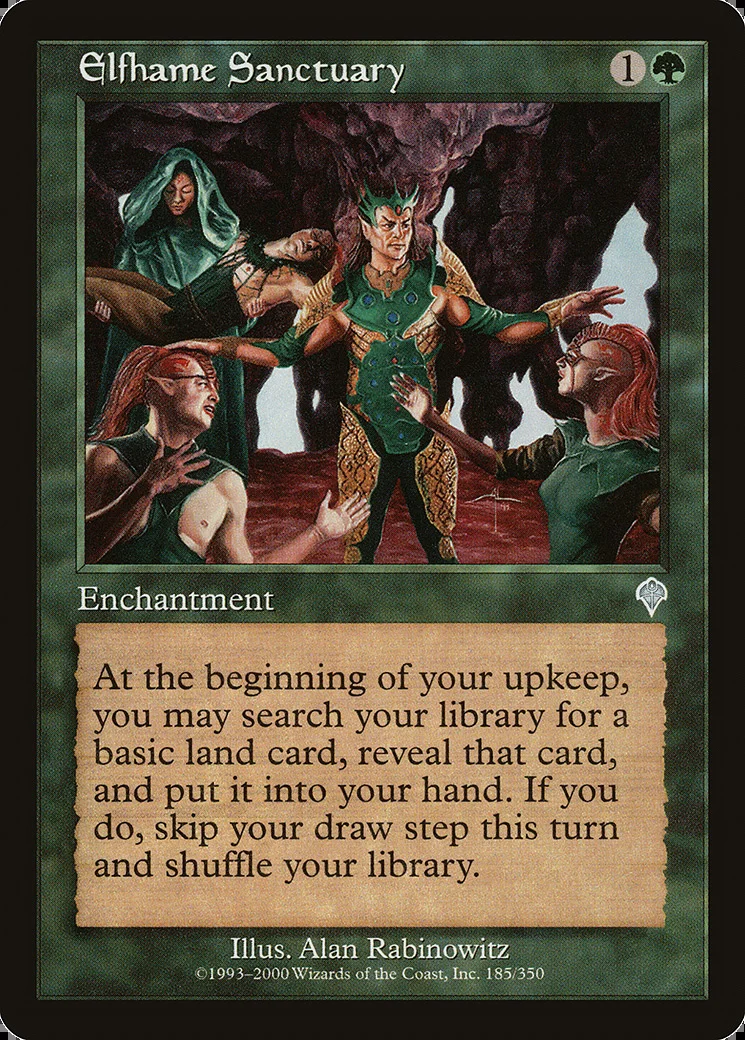 Elfhame Sanctuary
1
Enchantment
At the beginning of your upkeep,
you may search your library for a
basic land card, reveal that card,
and put it into your hand. If you
do, skip your draw step this turn
and shuffle your library.
Illus. Alan Rabinowitz
©1993–2000 Wizards of the Coast, Inc. 185/350